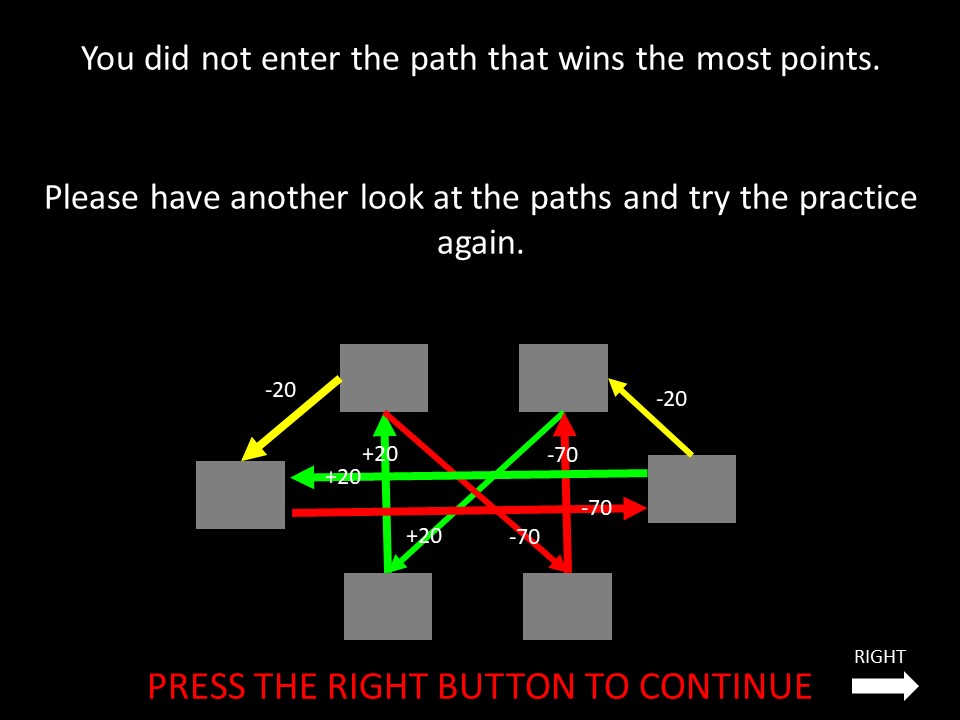 You did not enter the path that wins the most points.
Please have another look at the paths and try the practice
again.
-20
-20
+20
-70
+20
-70
+20
-70
RIGHT
PRESS THE RIGHT BUTTON TO CONTINUE